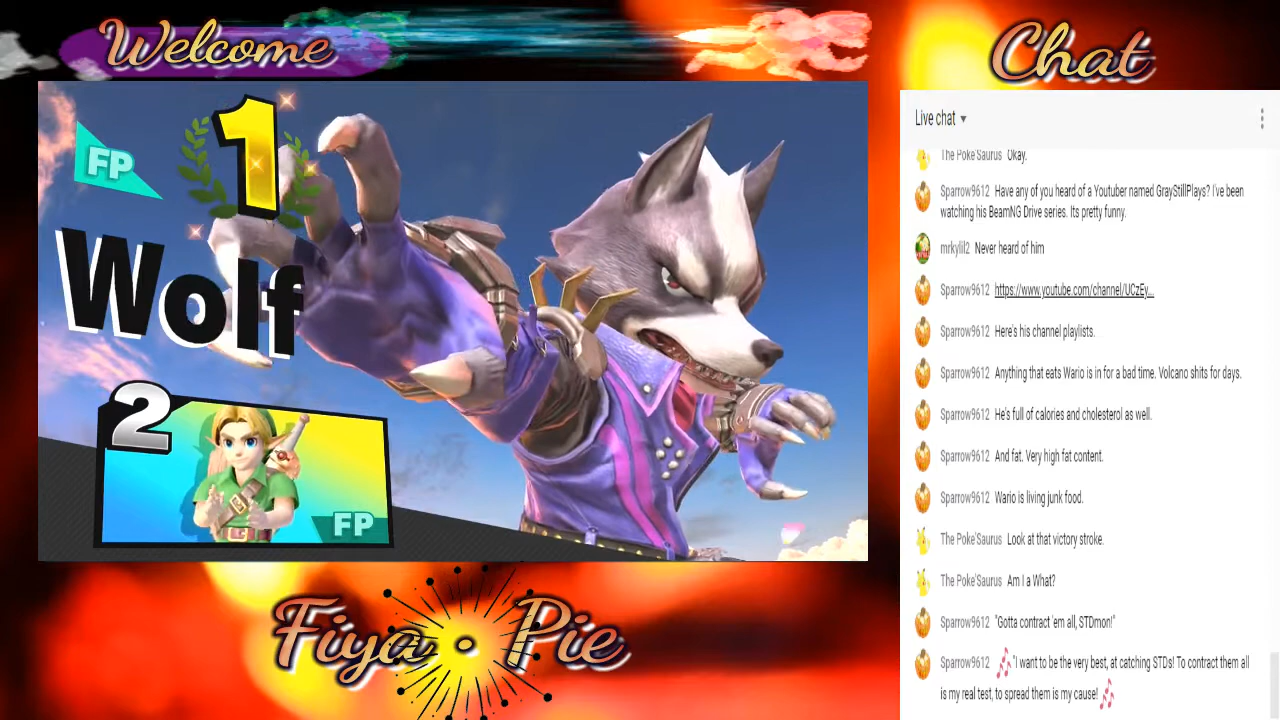 Welcome
Chat
FP
1
Wolf
2
FP
Fiya • Pie
Live chat
The Poke'Saurus Okay.
Sparrow9612 Have any of you heard of a Youtuber named GrayStillPlays? I've been
watching his BeamNG Drive series. Its pretty funny.
mrkylil2 Never heard of him
Sparrow9612 https://www.youtube.com/channel/UCzEy...
Sparrow9612 Here's his channel playlists.
Sparrow9612 Anything that eats Wario is in for a bad time. Volcano shits for days.
Sparrow9612 He's full of calories and cholesterol as well.
Sparrow9612 And fat. Very high fat content.
Sparrow9612 Wario is living junk food.
The Poke'Saurus Look at that victory stroke.
The Poke'Saurus Am I a What?
Sparrow9612 "Gotta contract 'em all, STDmon!"
Sparrow9612 🎶"I want to be the very best, at catching STDs! To contract them all
is my real test, to spread them is my cause!🎶